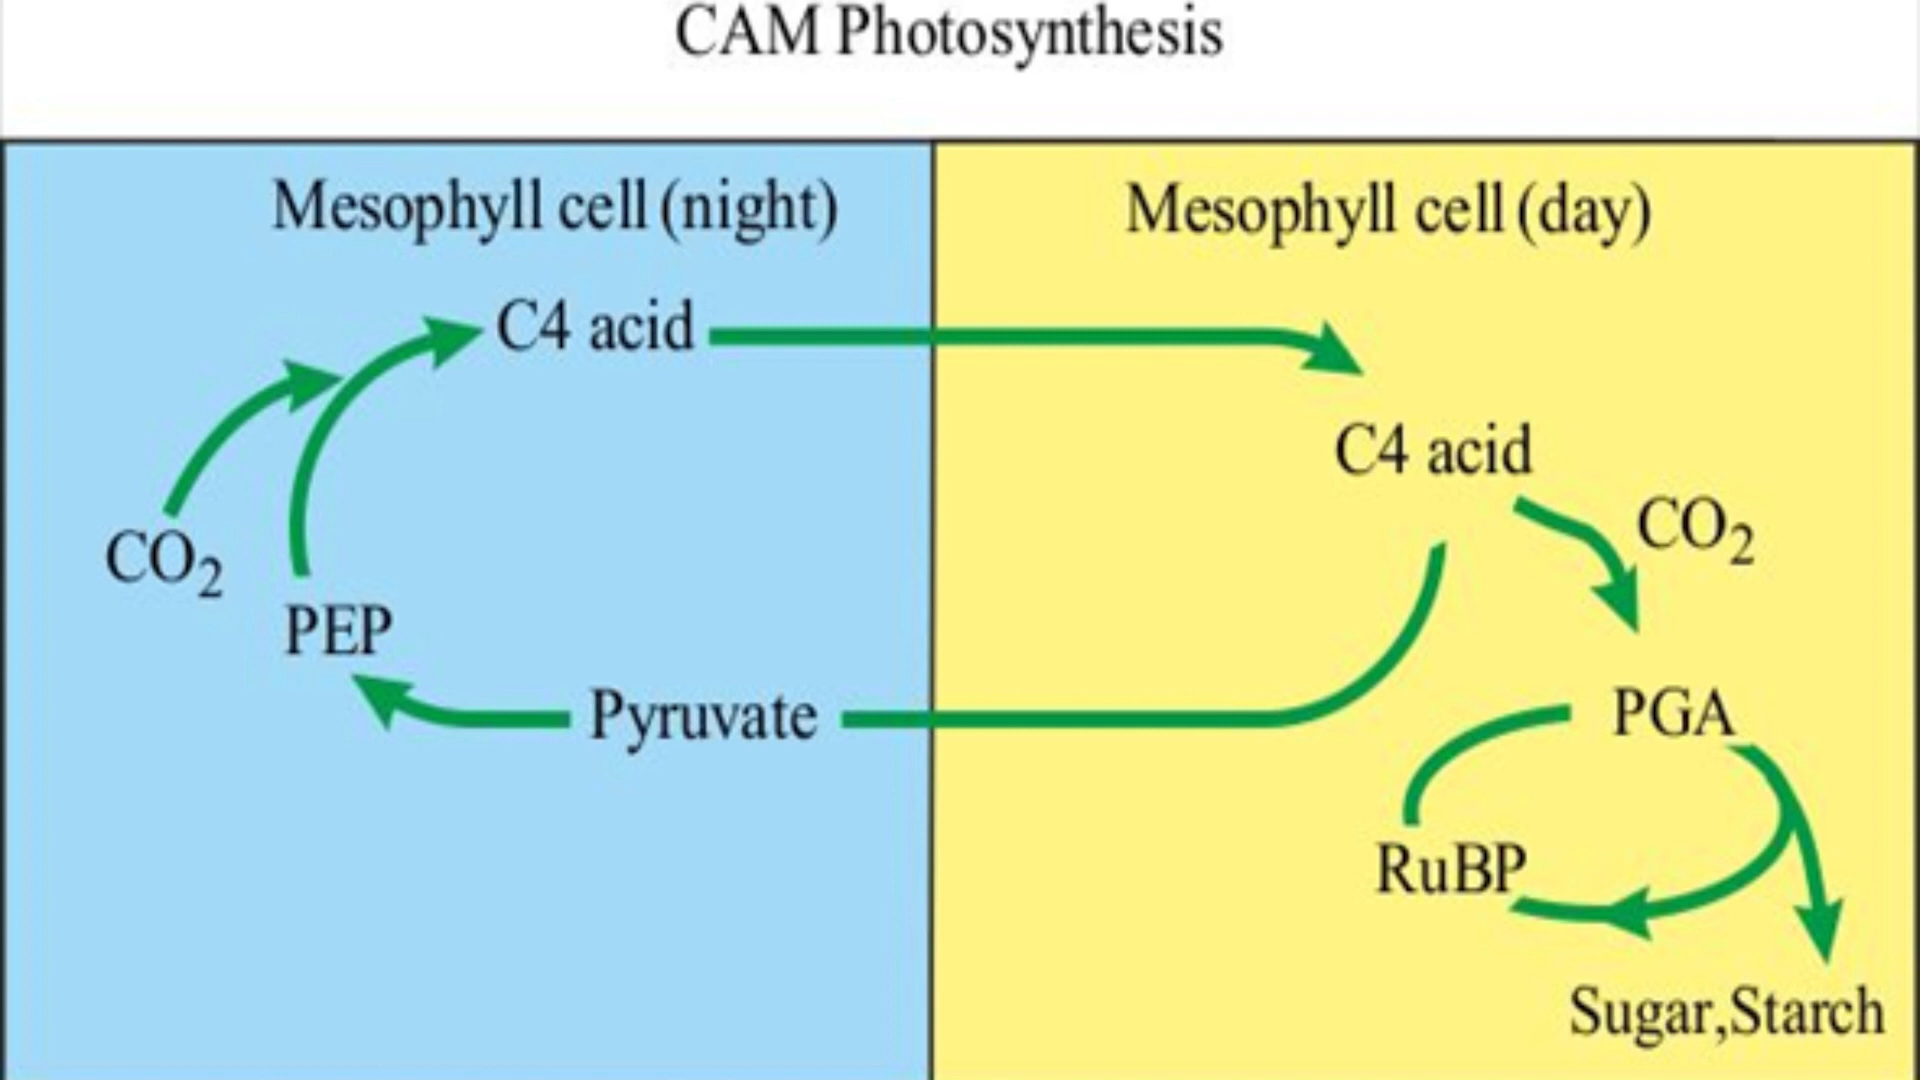 CAM Photosynthesis
Mesophyll cell (night)
Mesophyll cell (day)
C4 acid
C4 acid
CO₂
CO₂
PEP
Pyruvate
PGA
RuBP
Sugar,Starch